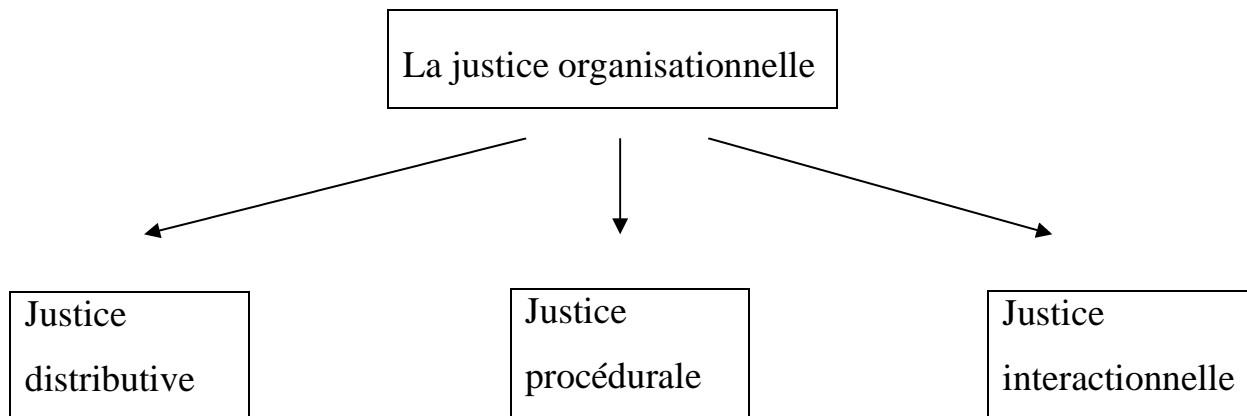 La justice organisationnelle
Justice
distributive
Justice
procédurale
Justice
interactionnelle